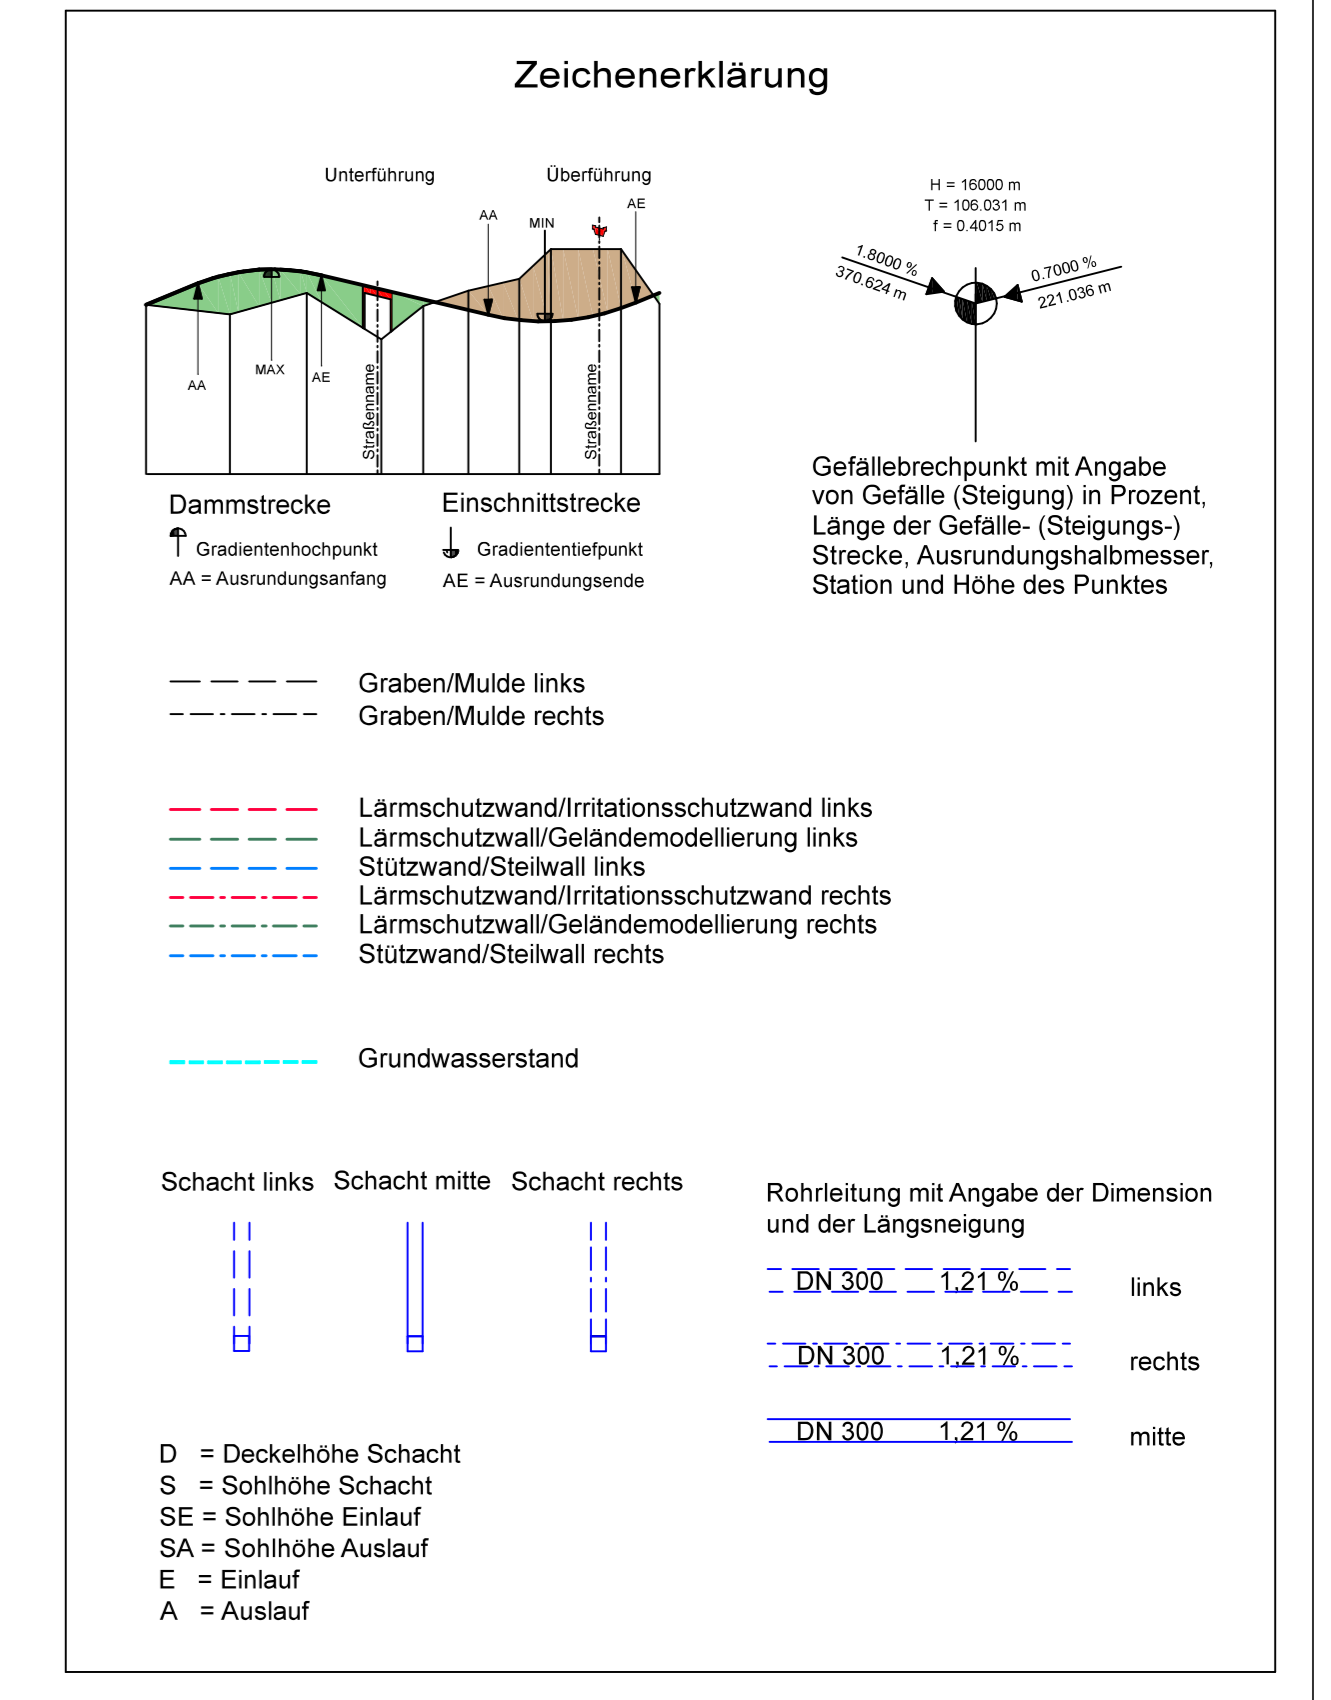 Zeichenerklärung
Unterführung
Überführung
AA
MIN
AE
AA
MAX
AE
Straßenname
Straßenname
Dammstrecke
Gradientenhochpunkt
AA = Ausrundungsanfang
Einschnittstrecke
Gradiententiefpunkt
AE = Ausrundungsende
H = 16000 m
T = 106.031 m
f = 0.4015 m
1.8000 %
370.624 m
0.7000 %
221.036 m
Gefällebrechpunkt mit Angabe
von Gefälle (Steigung) in Prozent,
Länge der Gefälle- (Steigungs-)
Strecke, Ausrundungshalbmesser,
Station und Höhe des Punktes
Graben/Mulde links
Graben/Mulde rechts
Lärmschutzwand/Irritationsschutzwand links
Lärmschutzwall/Geländemodellierung links
Stützwand/Steilwall links
Lärmschutzwand/Irritationsschutzwand rechts
Lärmschutzwall/Geländemodellierung rechts
Stützwand/Steilwall rechts
Grundwasserstand
Schacht links
Schacht mitte
Schacht rechts
Rohrleitung mit Angabe der Dimension
und der Längsneigung
DN 300 1,21 % links
DN 300 1,21 % rechts
DN 300 1,21 % mitte
D = Deckelhöhe Schacht
S = Sohlhöhe Schacht
SE = Sohlhöhe Einlauf
SA = Sohlhöhe Auslauf
E = Einlauf
A = Auslauf